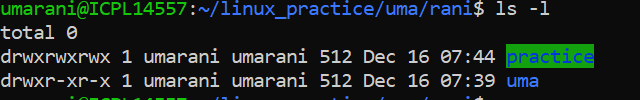 umarani@ICPL14557:~/linux_practice/uma/rani$ ls -l
total 0
drwxrwxrwx 1 umarani umarani 512 Dec 16 07:44 practice
drwxr-xr-x 1 umarani umarani 512 Dec 16 07:39 uma